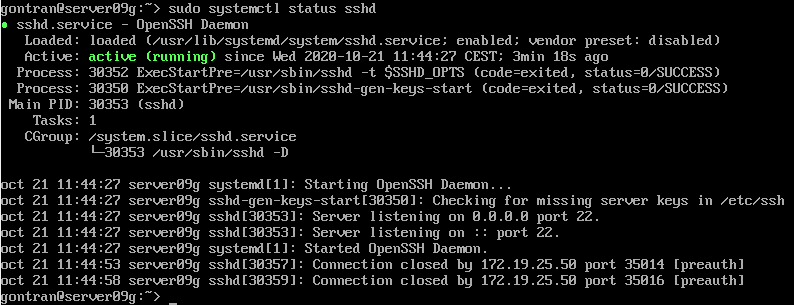 gontran@server09g:~> sudo systemctl status sshd
● sshd.service - OpenSSH Daemon
   Loaded: loaded (/usr/lib/systemd/system/sshd.service; enabled; vendor preset: disabled)
   Active: active (running) since Wed 2020-10-21 11:44:27 CEST; 3min 18s ago
  Process: 30352 ExecStartPre=/usr/sbin/sshd -t $SSHD_OPTS (code=exited, status=0/SUCCESS)
  Process: 30350 ExecStartPre=/usr/sbin/sshd-gen-keys-start (code=exited, status=0/SUCCESS)
 Main PID: 30353 (sshd)
    Tasks: 1
   CGroup: /system.slice/sshd.service
           └─30353 /usr/sbin/sshd -D
oct 21 11:44:27 server09g systemd[1]: Starting OpenSSH Daemon...
oct 21 11:44:27 server09g sshd-gen-keys-start[30350]: Checking for missing server keys in /etc/ssh
oct 21 11:44:27 server09g sshd[30353]: Server listening on 0.0.0.0 port 22.
oct 21 11:44:27 server09g sshd[30353]: Server listening on :: port 22.
oct 21 11:44:27 server09g systemd[1]: Started OpenSSH Daemon.
oct 21 11:44:53 server09g sshd[30357]: Connection closed by 172.19.25.50 port 35014 [preauth]
oct 21 11:44:58 server09g sshd[30359]: Connection closed by 172.19.25.50 port 35016 [preauth]
gontran@server09g:~> _